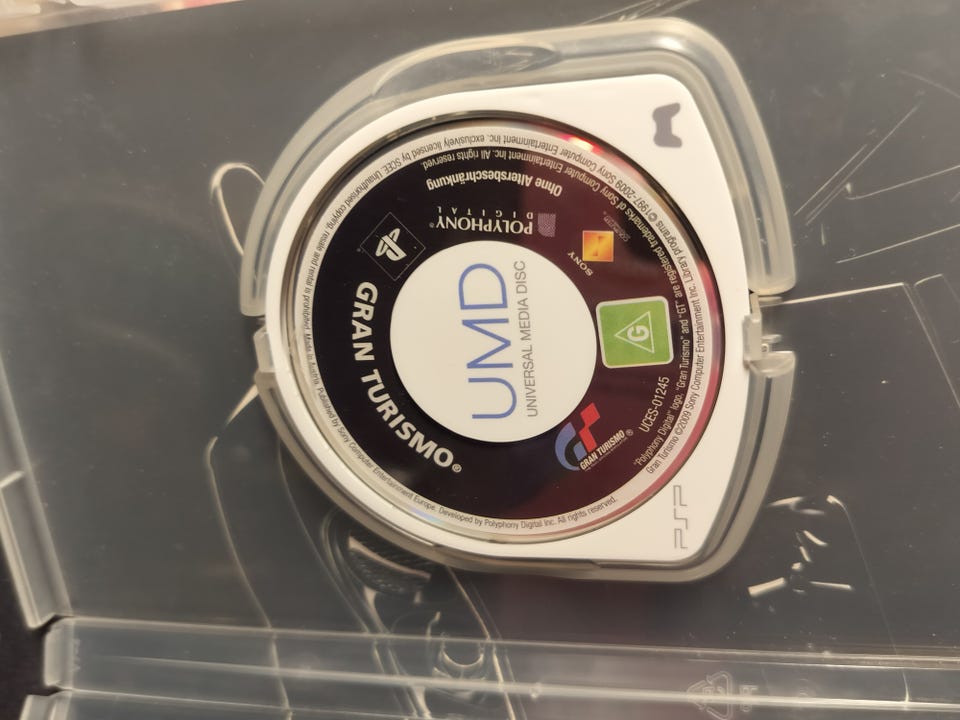 GRAN TURISMO®
UMD
UNIVERSAL MEDIA DISC
POLYPHONY®
DIGITAL
Ohne Altersbeschränkung
SONY
G
UCES-01245
GRAN TURISMO®
"Polyphony Digital" logo, "Gran Turismo" and "GT" are registered trademarks of Sony Computer Entertainment Inc. All rights reserved.
Gran Turismo ©2009 Sony Computer Entertainment Inc. Library programs ©1997-2009 Sony Computer Entertainment Inc. exclusively licensed by SCEE. Unauthorised copying, resale and rental is prohibited. Made in Austria. Published by Sony Computer Entertainment Europe. Developed by Polyphony Digital Inc. All rights reserved.
PSP